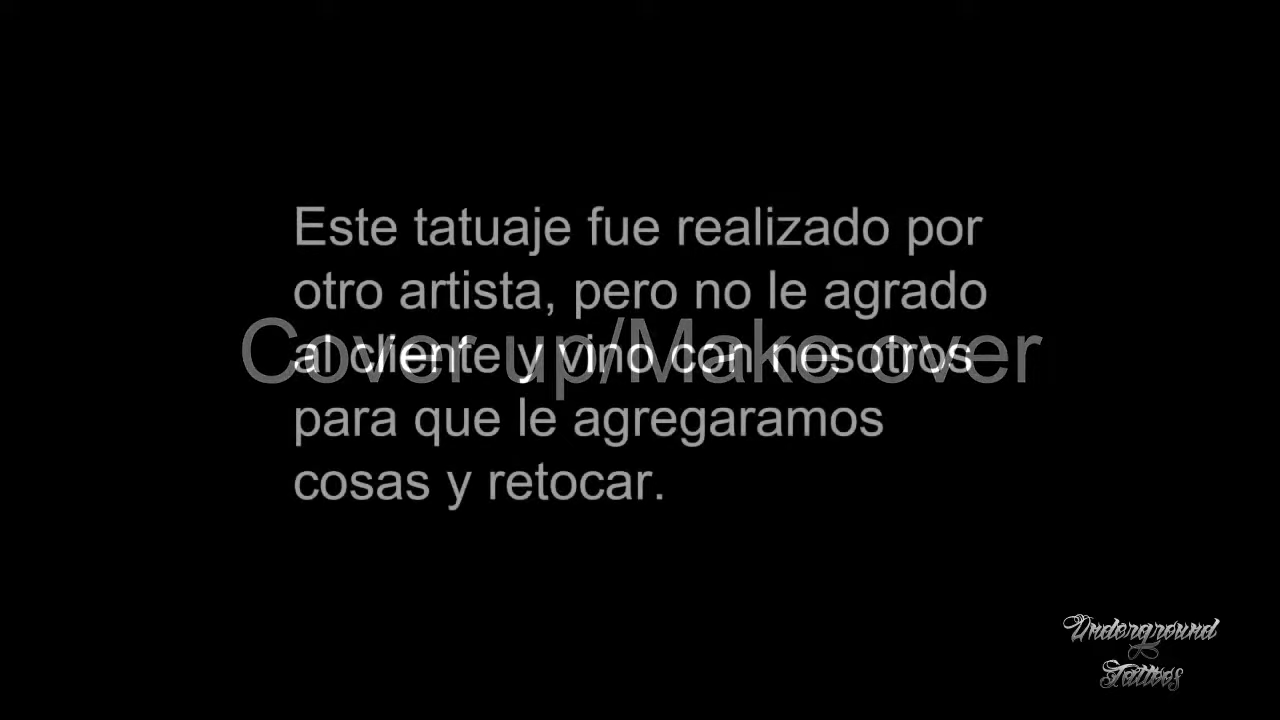 Este tatuaje fue realizado por
otro artista, pero no le agrado
al cliente y vino con nosotros
para que le agregaramos
cosas y retocar.
Cover up/Make over
Underground
Tattoos